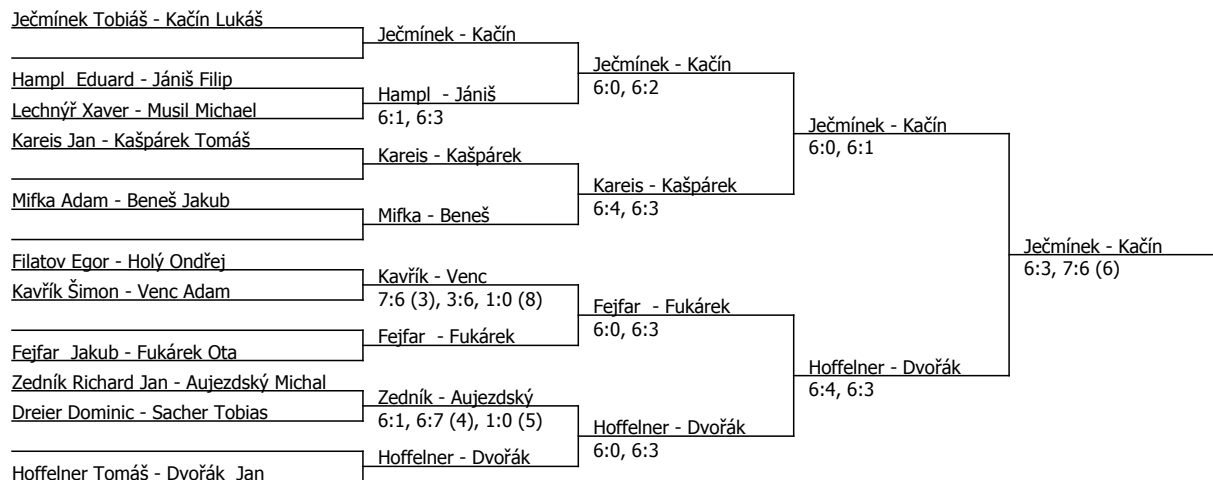 Ječmínek Tobiáš - Kačín Lukáš
Hampl Eduard - Jániš Filip
Lechnýř Xaver - Musil Michael
Kareis Jan - Kašpárek Tomáš
Mifka Adam - Beneš Jakub
Filatov Egor - Holý Ondřej
Kavřík Šimon - Venc Adam
Fejfar Jakub - Fukárek Ota
Zedník Richard Jan - Aujezdský Michal
Dreier Dominic - Sacher Tobias
Hoffelner Tomáš - Dvořák Jan
Ječmínek - Kačín
Hampl - Jániš
6:1, 6:3
Kareis - Kašpárek
Mifka - Beneš
Kavřík - Venc
7:6 (3), 3:6, 1:0 (8)
Fejfar - Fukárek
Zedník - Aujezdský
6:1, 6:7 (4), 1:0 (5)
Hoffelner - Dvořák
Ječmínek - Kačín
6:0, 6:2
Kareis - Kašpárek
6:4, 6:3
Fejfar - Fukárek
6:0, 6:3
Hoffelner - Dvořák
6:0, 6:3
Ječmínek - Kačín
6:0, 6:1
Hoffelner - Dvořák
6:4, 6:3
Ječmínek - Kačín
6:3, 7:6 (6)